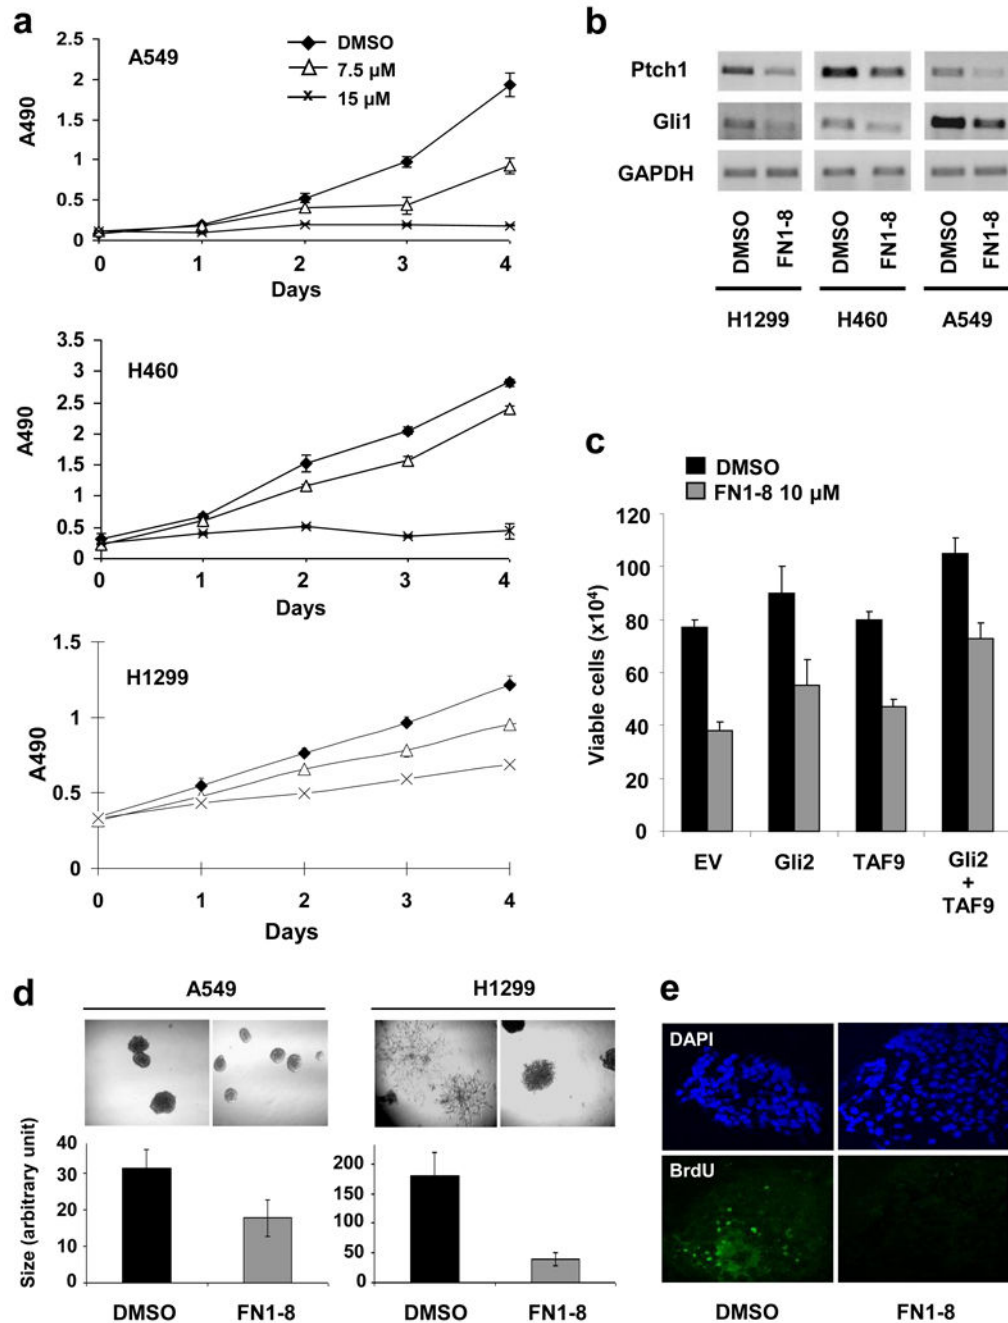 a
A549
DMSO
7.5 µM
15 µM
2.5
2
1.5
1
0.5
0
A490
0 1 2 3 4
Days
H460
3.5
3
2.5
2
1.5
1
0.5
0
A490
0 1 2 3 4
Days
H1299
1.5
1
0.5
0
A490
0 1 2 3 4
Days
b
Ptch1
Gli1
GAPDH
DMSO FN1-8 DMSO FN1-8 DMSO FN1-8
H1299 H460 A549
c
DMSO
FN1-8 10 µM
120
100
80
60
40
20
0
Viable cells (x10⁴)
EV Gli2 TAF9 Gli2 + TAF9
d
A549 H1299
Size (arbitrary unit)
40
30
20
10
0
DMSO FN1-8
200
150
100
50
0
DMSO FN1-8
e
DAPI
BrdU
DMSO FN1-8